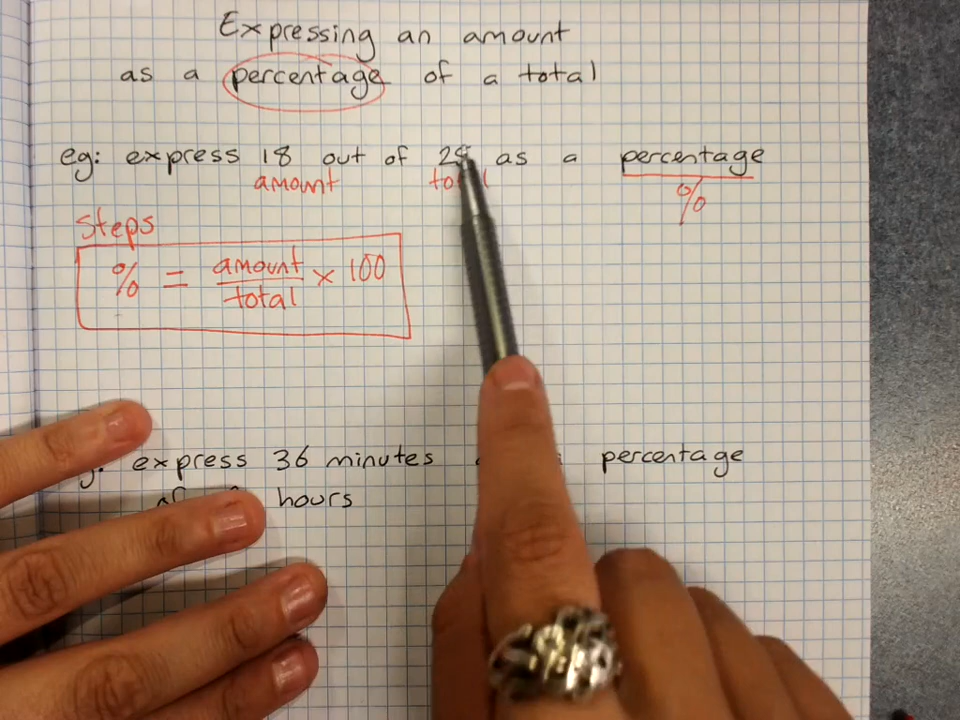 Expressing an amount
as a percentage of a total
eg: express 18 out of as a percentage
amount total %
Steps
% = amount/total × 100
express 36 minutes percentage
hours